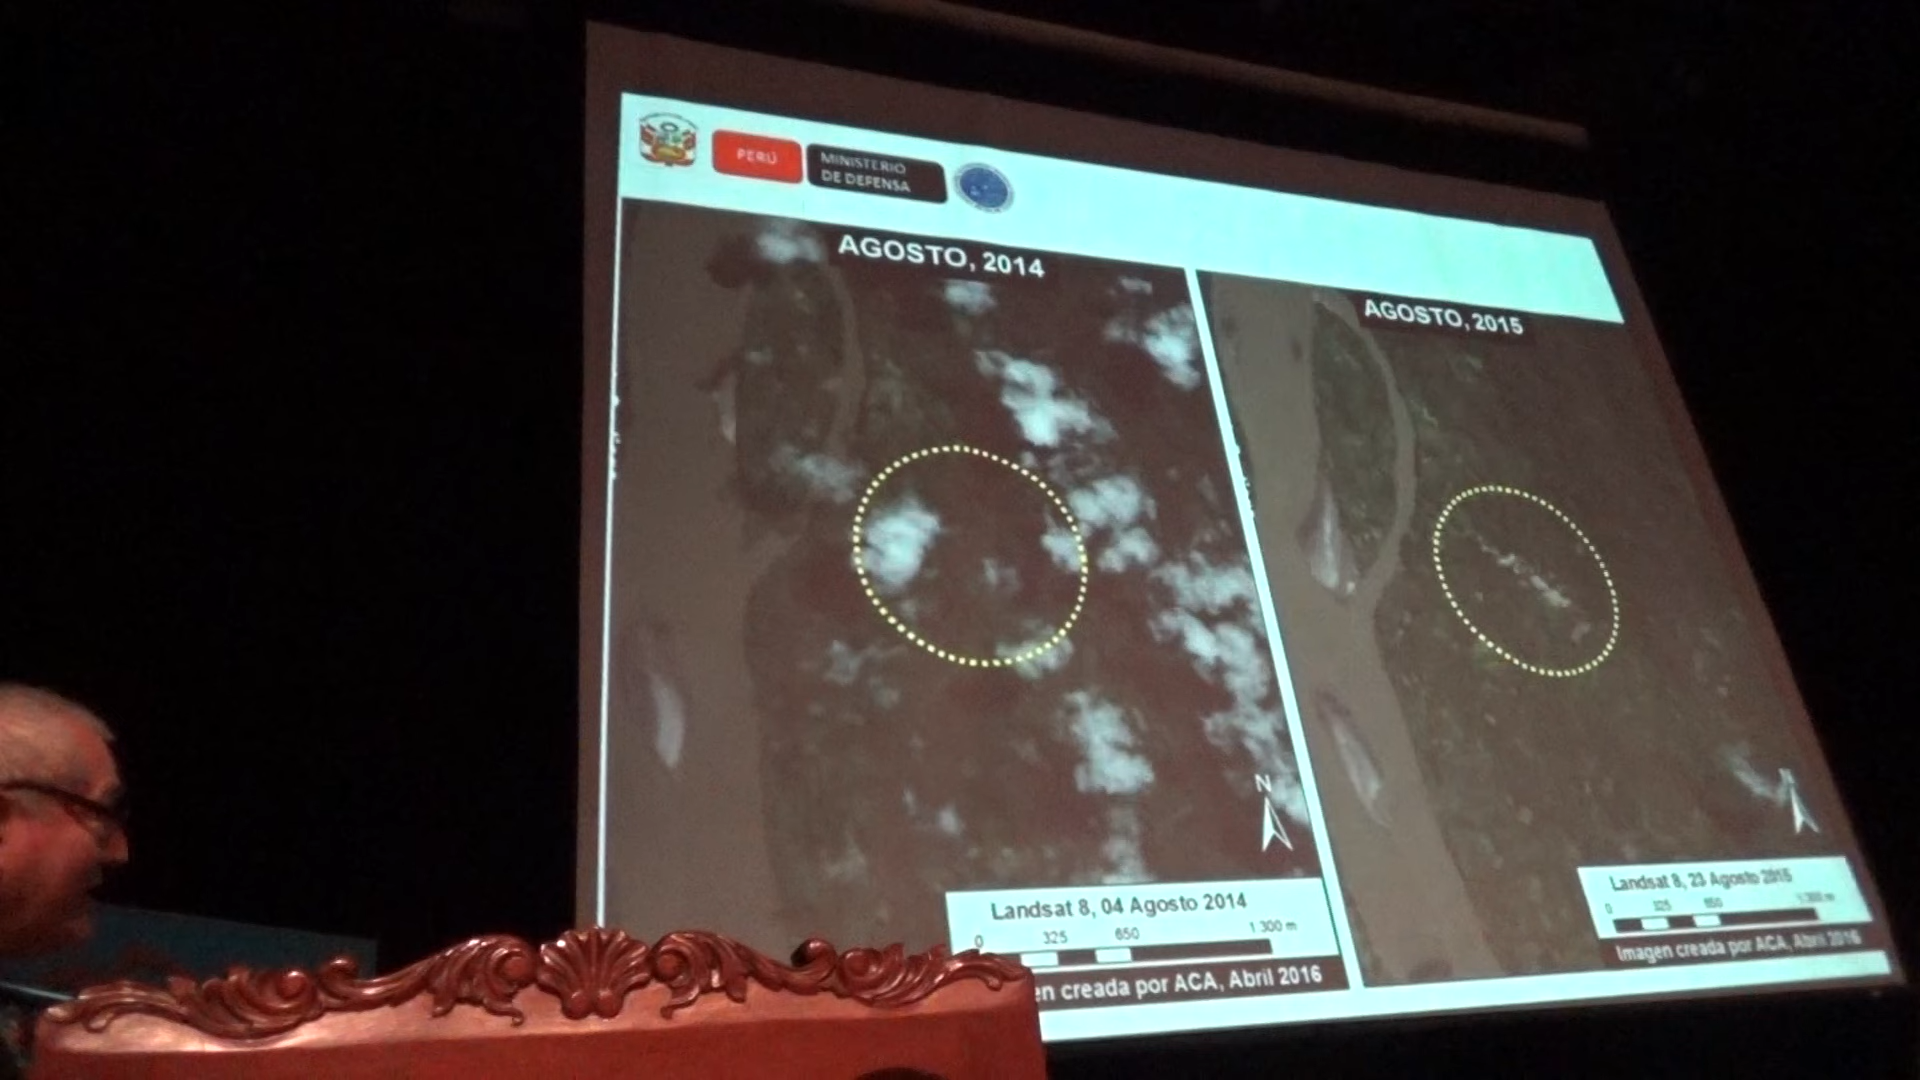 PERÚ
MINISTERIO
DE DEFENSA
AGOSTO, 2014
AGOSTO, 2015
N
Landsat 8, 04 Agosto 2014
0 325 650 1 300 m
en creada por ACA, Abril 2016
N
Landsat 8, 23 Agosto 2015
0 325 650 1 300 m
Imagen creada por ACA, Abril 2016